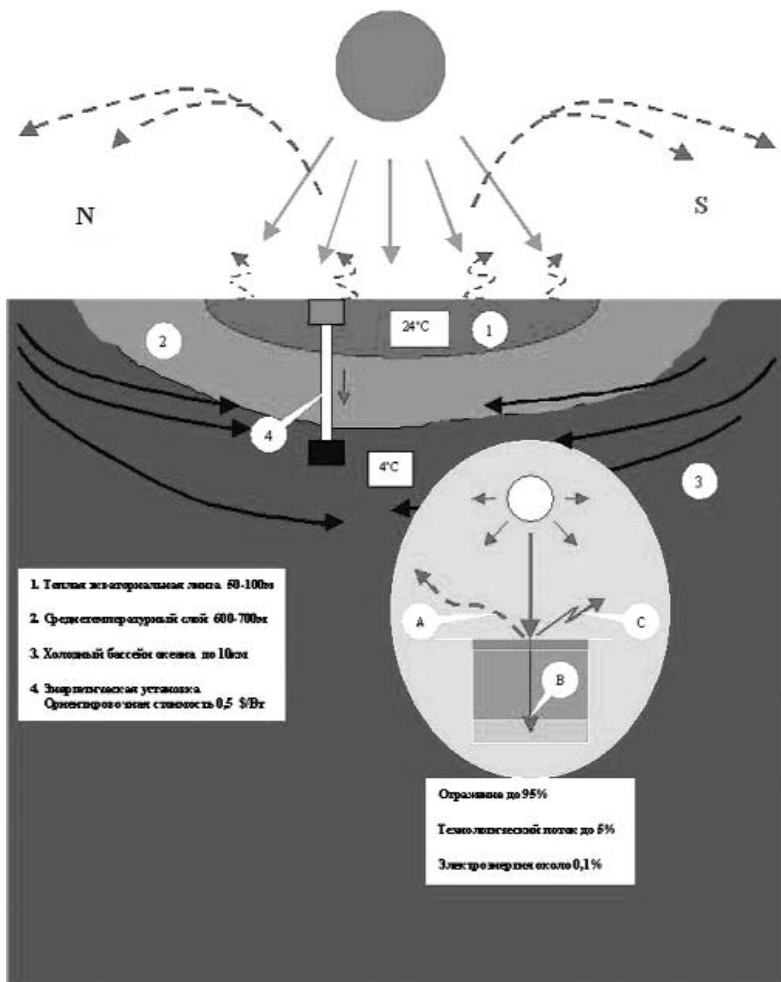 N
S
24°C
1
2
4
4°C
3
1. Теплая экваториальная линза 50-100м
2. Среднетемпературный слой 600-700м
3. Холодный бассейн океана до 10км
4. Энергетическая установка
Ориентировочная стоимость 0,5 $/Вт
A
C
B
Отражение до 95%
Технологический поток до 5%
Электроэнергия около 0,1%